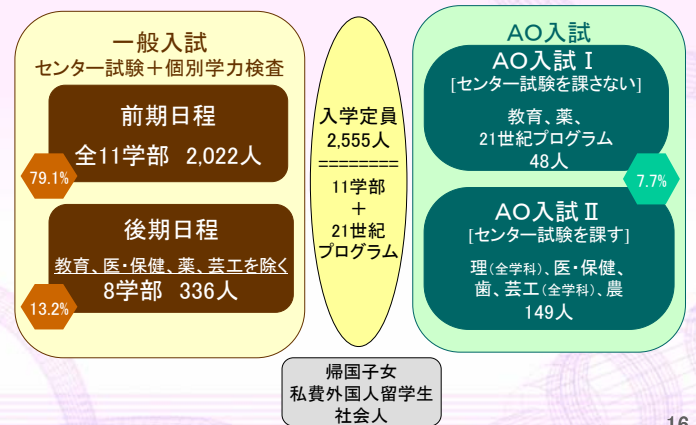 一般入試
センター試験＋個別学力検査
前期日程
全11学部 2,022人
79.1%
後期日程
教育、医・保健、薬、芸工を除く
8学部 336人
13.2%
入学定員
2,555人
========
11学部
＋
21世紀
プログラム
AO入試
AO入試Ⅰ
[センター試験を課さない]
教育、薬、
21世紀プログラム
48人
7.7%
AO入試Ⅱ
[センター試験を課す]
理(全学科)、医・保健、
歯、芸工(全学科)、農
149人
帰国子女
私費外国人留学生
社会人
16